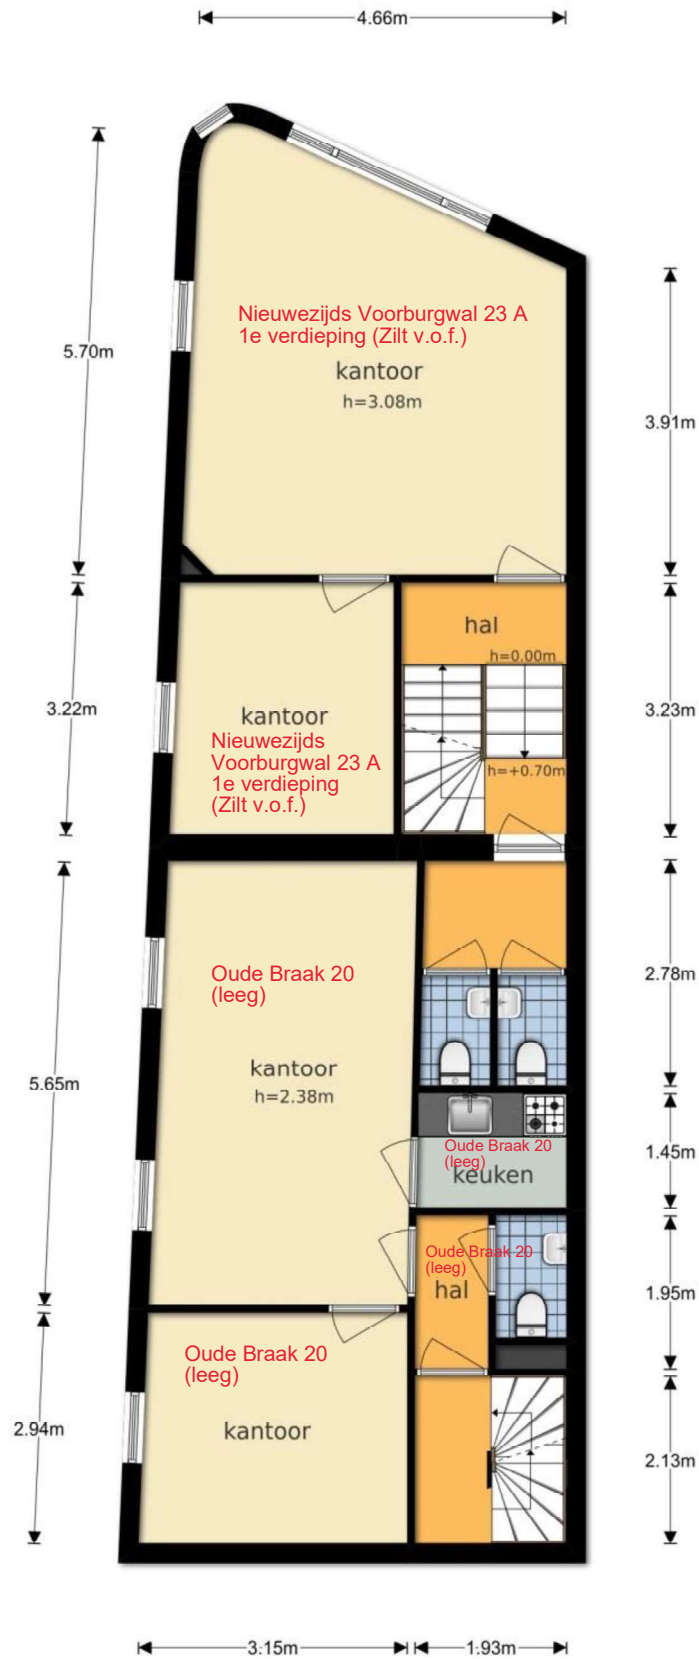 4.66m
Nieuwezijds Voorburgwal 23 A
1e verdieping (Zilt v.o.f.)
kantoor
h=3.08m
5.70m
3.91m
hal
h=0.00m
kantoor
Nieuwezijds
Voorburgwal 23 A
1e verdieping
(Zilt v.o.f.)
3.22m
3.23m
h=+0.70m
Oude Braak 20
(leeg)
kantoor
h=2.38m
5.65m
2.78m
Oude Braak 20
(leeg)
keuken
1.45m
Oude Braak 20
(leeg)
hal
1.95m
Oude Braak 20
(leeg)
kantoor
2.94m
2.13m
3.15m
1.93m